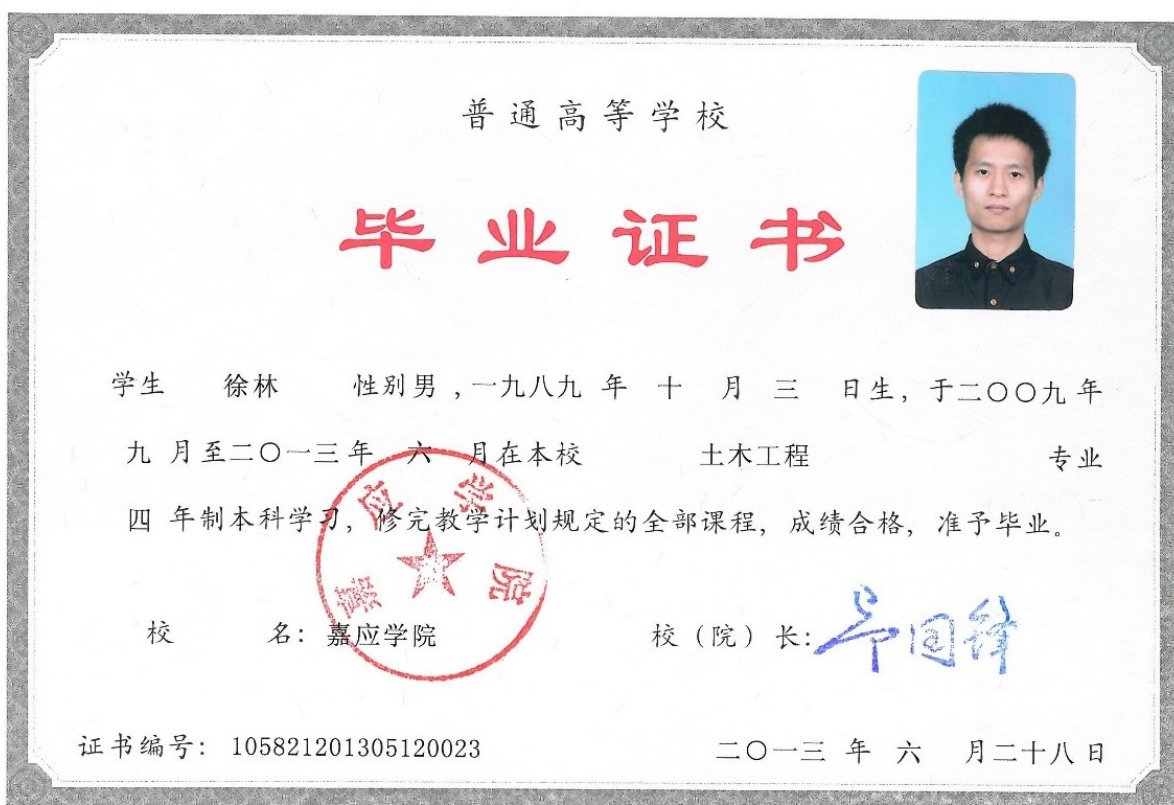 普通高等学校
毕业证书
学生 徐林 性别男，一九八九年十月三日生，于二〇〇九年
九月至二〇一三年六月在本校 土木工程 专业
四年制本科学习，修完教学计划规定的全部课程，成绩合格，准予毕业。
嘉应学院
校 名：嘉应学院 校（院）长：
证书编号：105821201305120023 二〇一三年六月二十八日